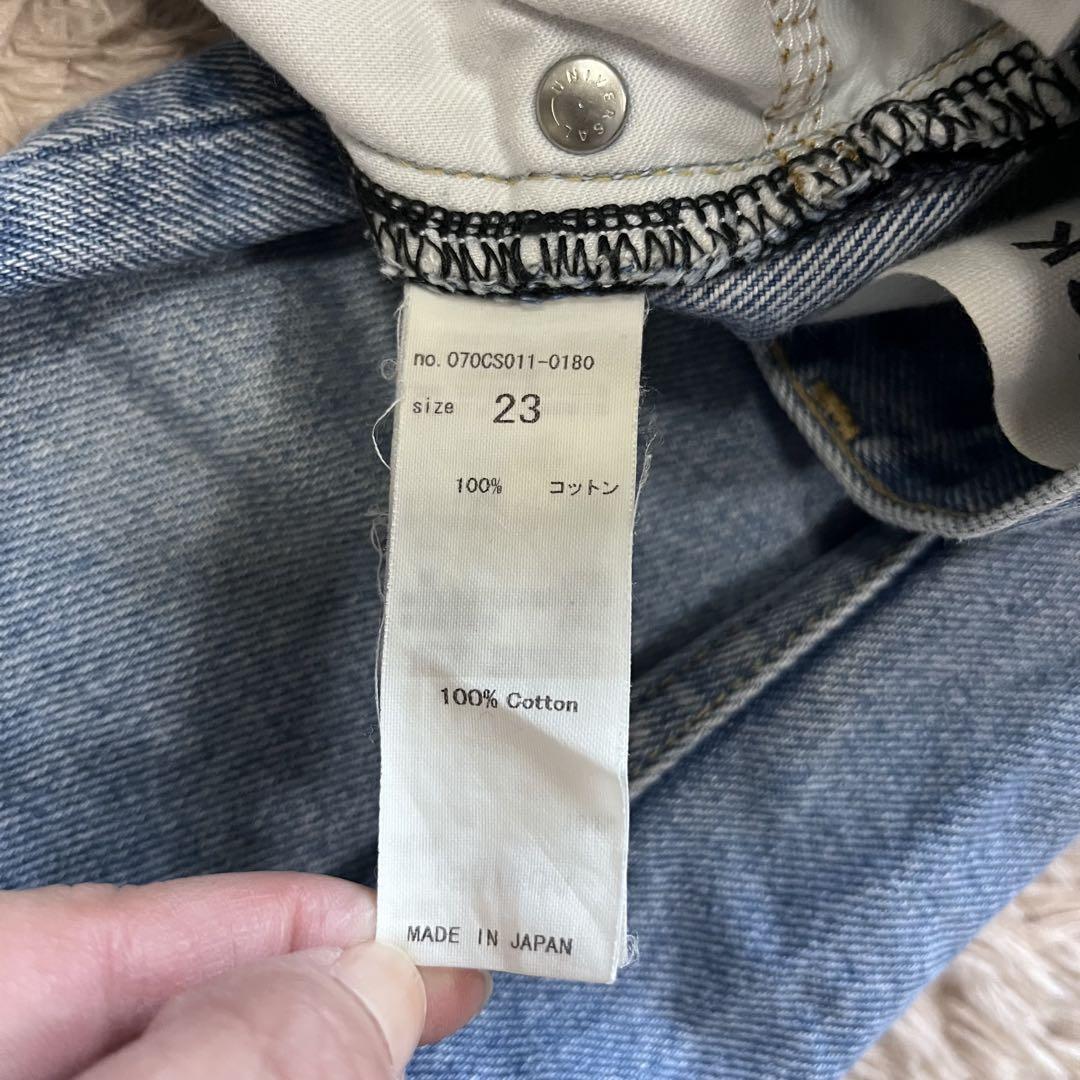 UNIVERSAL
no. 070CS011-0180
size 23
100% コットン
100% Cotton
MADE IN JAPAN
K